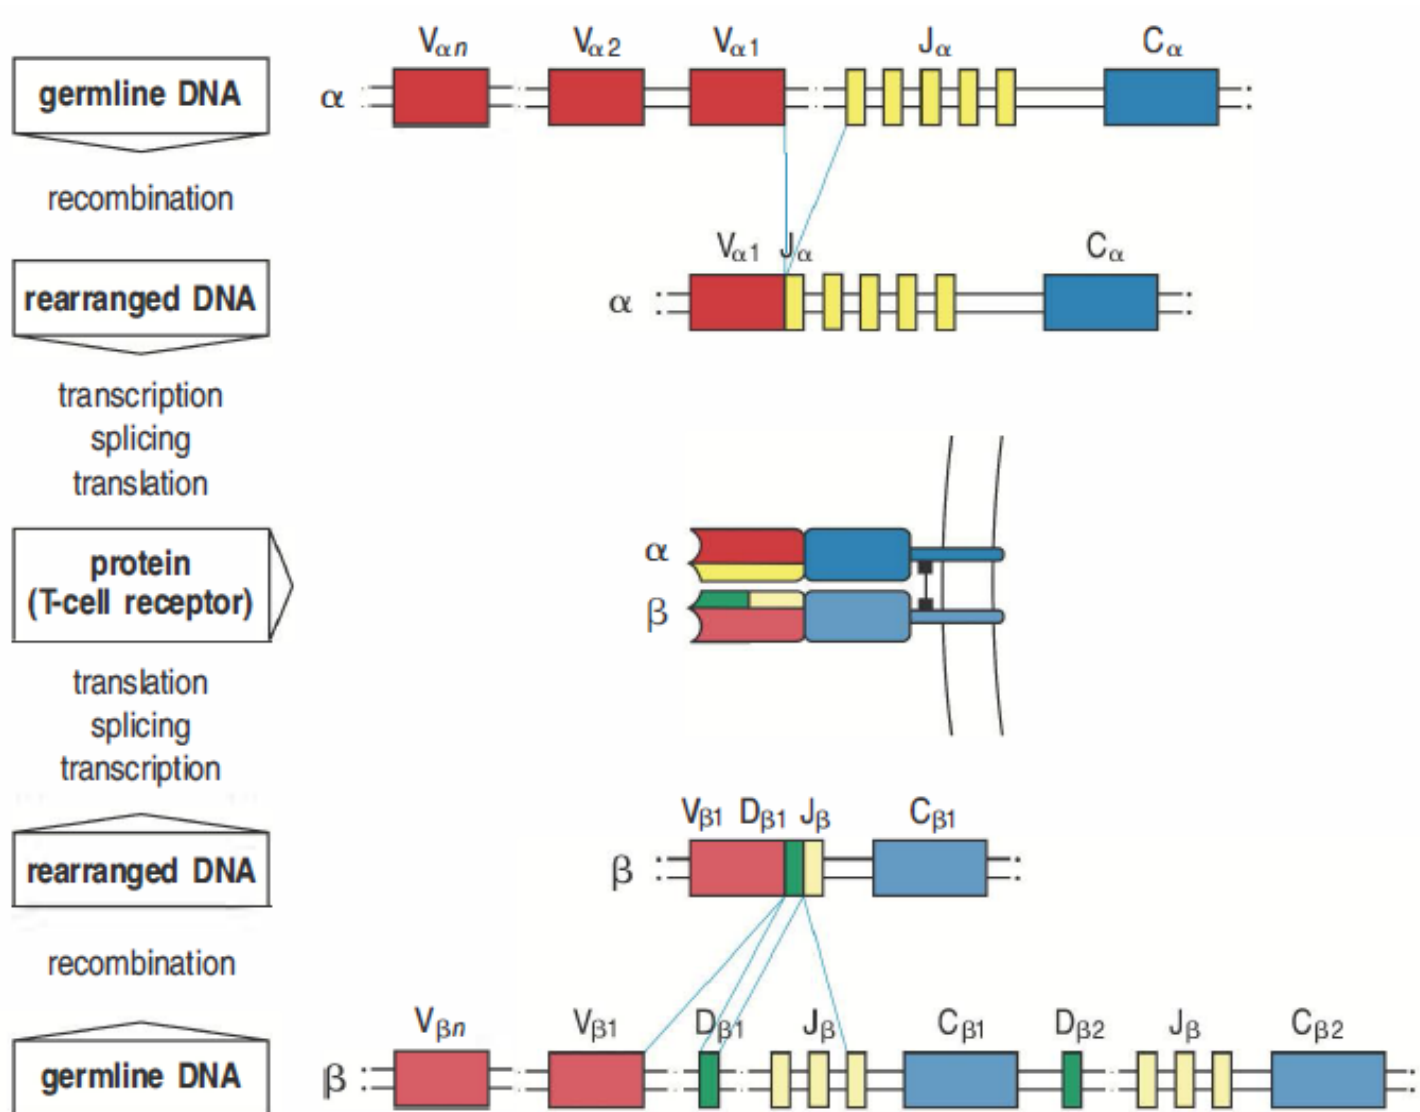 Vαn Vα2 Vα1 Jα Cα
germline DNA α
recombination
Vα1 Jα Cα
rearranged DNA α
transcription
splicing
translation
protein
(T-cell receptor)
α
β
translation
splicing
transcription
Vβ1 Dβ1 Jβ Cβ1
rearranged DNA β
recombination
Vβn Vβ1 Dβ1 Jβ Cβ1 Dβ2 Jβ Cβ2
germline DNA β